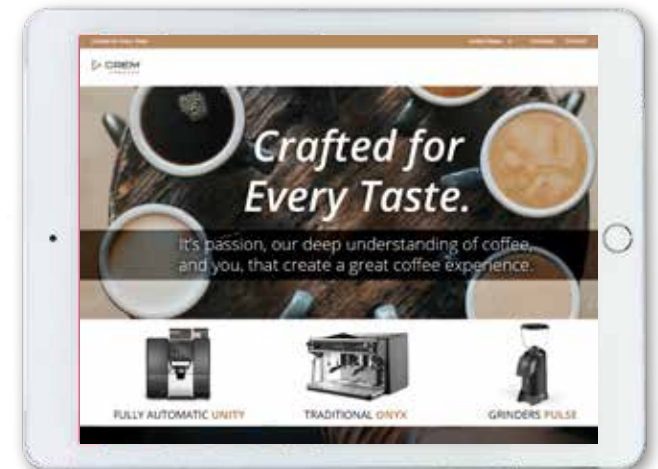 CREM
Crafted for
Every Taste.
It's passion, our deep understanding of coffee,
and you, that create a great coffee experience.
FULLY AUTOMATIC UNITY
TRADITIONAL ONYX
GRINDERS PULSE